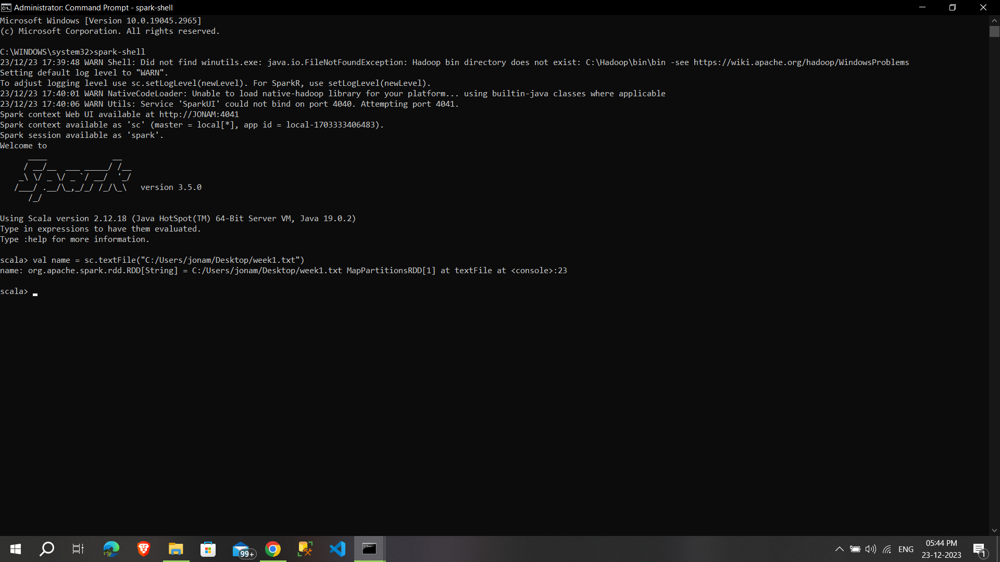 Administrator: Command Prompt - spark-shell
Microsoft Windows [Version 10.0.19045.2965]
(c) Microsoft Corporation. All rights reserved.
C:\WINDOWS\system32>spark-shell
23/12/23 17:39:48 WARN Shell: Did not find winutils.exe: java.io.FileNotFoundException: Hadoop bin directory does not exist: C:\Hadoop\bin\bin -see https://wiki.apache.org/hadoop/WindowsProblems
Setting default log level to "WARN".
To adjust logging level use sc.setLogLevel(newLevel). For SparkR, use setLogLevel(newLevel).
23/12/23 17:40:01 WARN NativeCodeLoader: Unable to load native-hadoop library for your platform... using builtin-java classes where applicable
23/12/23 17:40:06 WARN Utils: Service 'SparkUI' could not bind on port 4040. Attempting port 4041.
Spark context Web UI available at http://JONAM:4041
Spark context available as 'sc' (master = local[*], app id = local-1703333406483).
Spark session available as 'spark'.
Welcome to
      ____              __
     / __/__  ___ _____/ /__
    _\ \/ _ \/ _ `/ __/  '_/
   /___/ .__/\_,_/_/ /_/\_\   version 3.5.0
      /_/
Using Scala version 2.12.18 (Java HotSpot(TM) 64-Bit Server VM, Java 19.0.2)
Type in expressions to have them evaluated.
Type :help for more information.
scala> val name = sc.textFile("C:/Users/jonam/Desktop/week1.txt")
name: org.apache.spark.rdd.RDD[String] = C:/Users/jonam/Desktop/week1.txt MapPartitionsRDD[1] at textFile at <console>:23
scala>
99+
ENG
05:44 PM
23-12-2023
1